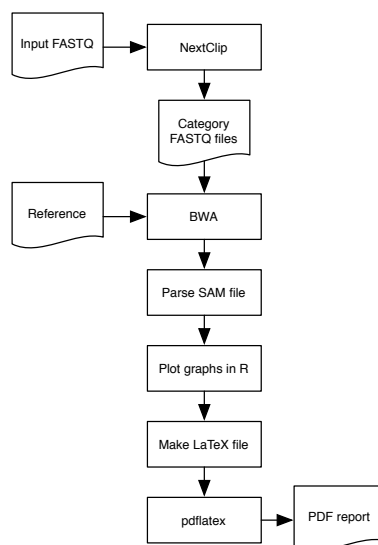 Input FASTQ
NextClip
Category
FASTQ files
Reference
BWA
Parse SAM file
Plot graphs in R
Make LaTeX file
pdflatex
PDF report